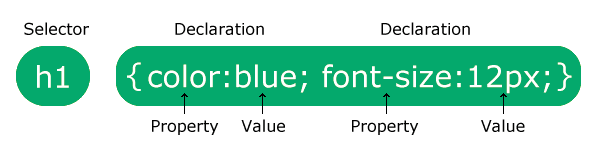 Selector Declaration Declaration
h1 {color:blue; font-size:12px;}
Property Value Property Value